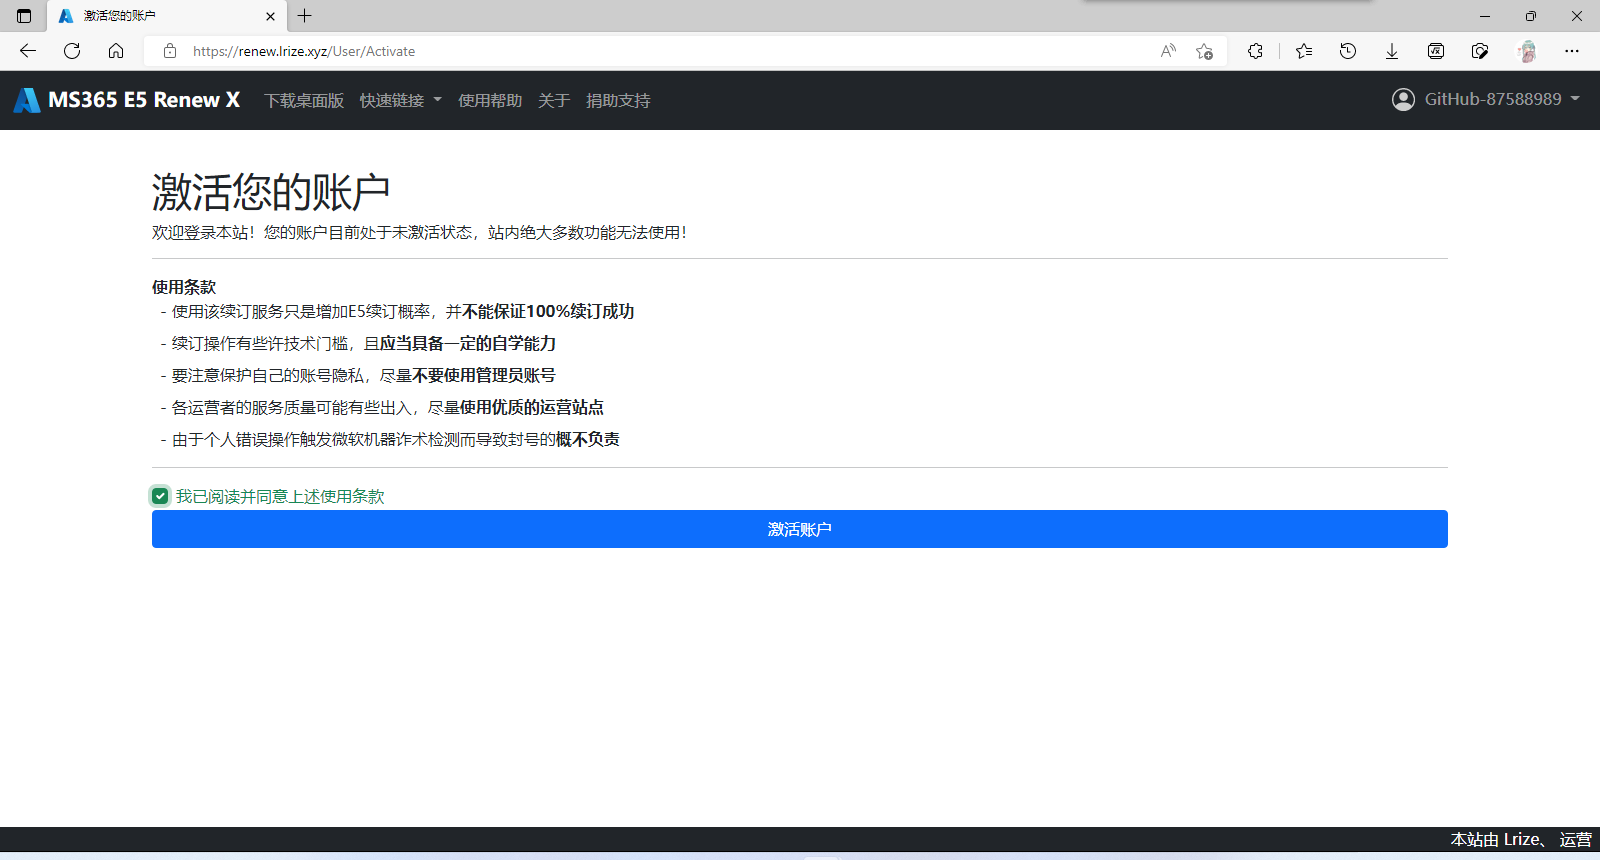 激活您的账户
https://renew.lrize.xyz/User/Activate
MS365 E5 Renew X 下载桌面版 快速链接 使用帮助 关于 捐助支持 GitHub-87588989
激活您的账户
欢迎登录本站！您的账户目前处于未激活状态，站内绝大多数功能无法使用！
使用条款
- 使用该续订服务只是增加E5续订概率，并不能保证100%续订成功
- 续订操作有些许技术门槛，且应当具备一定的自学能力
- 要注意保护自己的账号隐私，尽量不要使用管理员账号
- 各运营者的服务质量可能有些出入，尽量使用优质的运营站点
- 由于个人错误操作触发微软机器诈术检测而导致封号的概不负责
我已阅读并同意上述使用条款
激活账户
本站由 Lrize、 运营